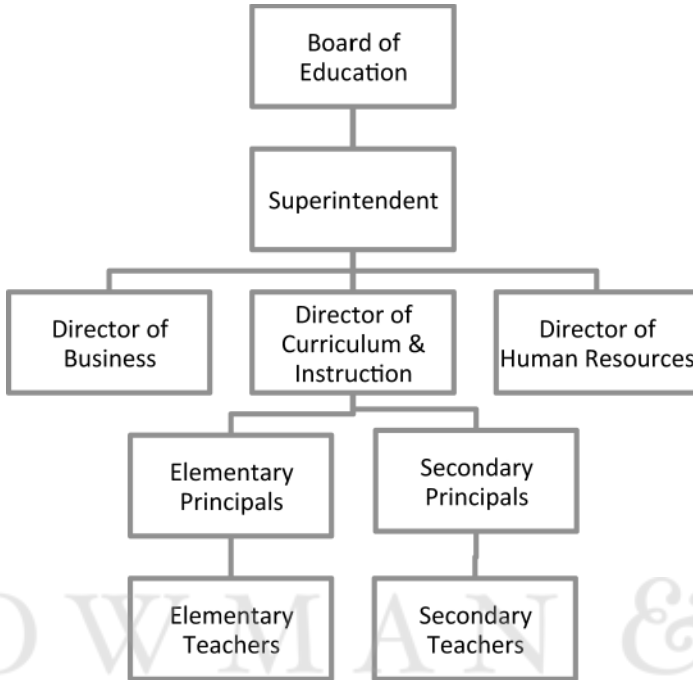 Board of
Education
Superintendent
Director of
Business
Director of
Curriculum &
Instruction
Director of
Human Resources
Elementary
Principals
Secondary
Principals
Elementary
Teachers
Secondary
Teachers
OWMAN &